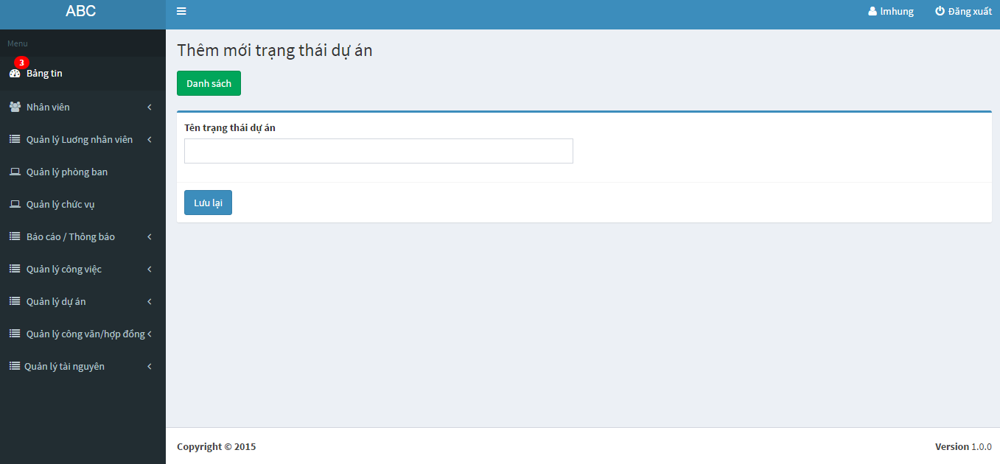 ABC
lmhung
Đăng xuất
Menu
3
Bảng tin
Nhân viên
Quản lý Lương nhân viên
Quản lý phòng ban
Quản lý chức vụ
Báo cáo / Thông báo
Quản lý công việc
Quản lý dự án
Quản lý công văn/hợp đồng
Quản lý tài nguyên
Thêm mới trạng thái dự án
Danh sách
Tên trạng thái dự án
Lưu lại
Copyright © 2015
Version 1.0.0